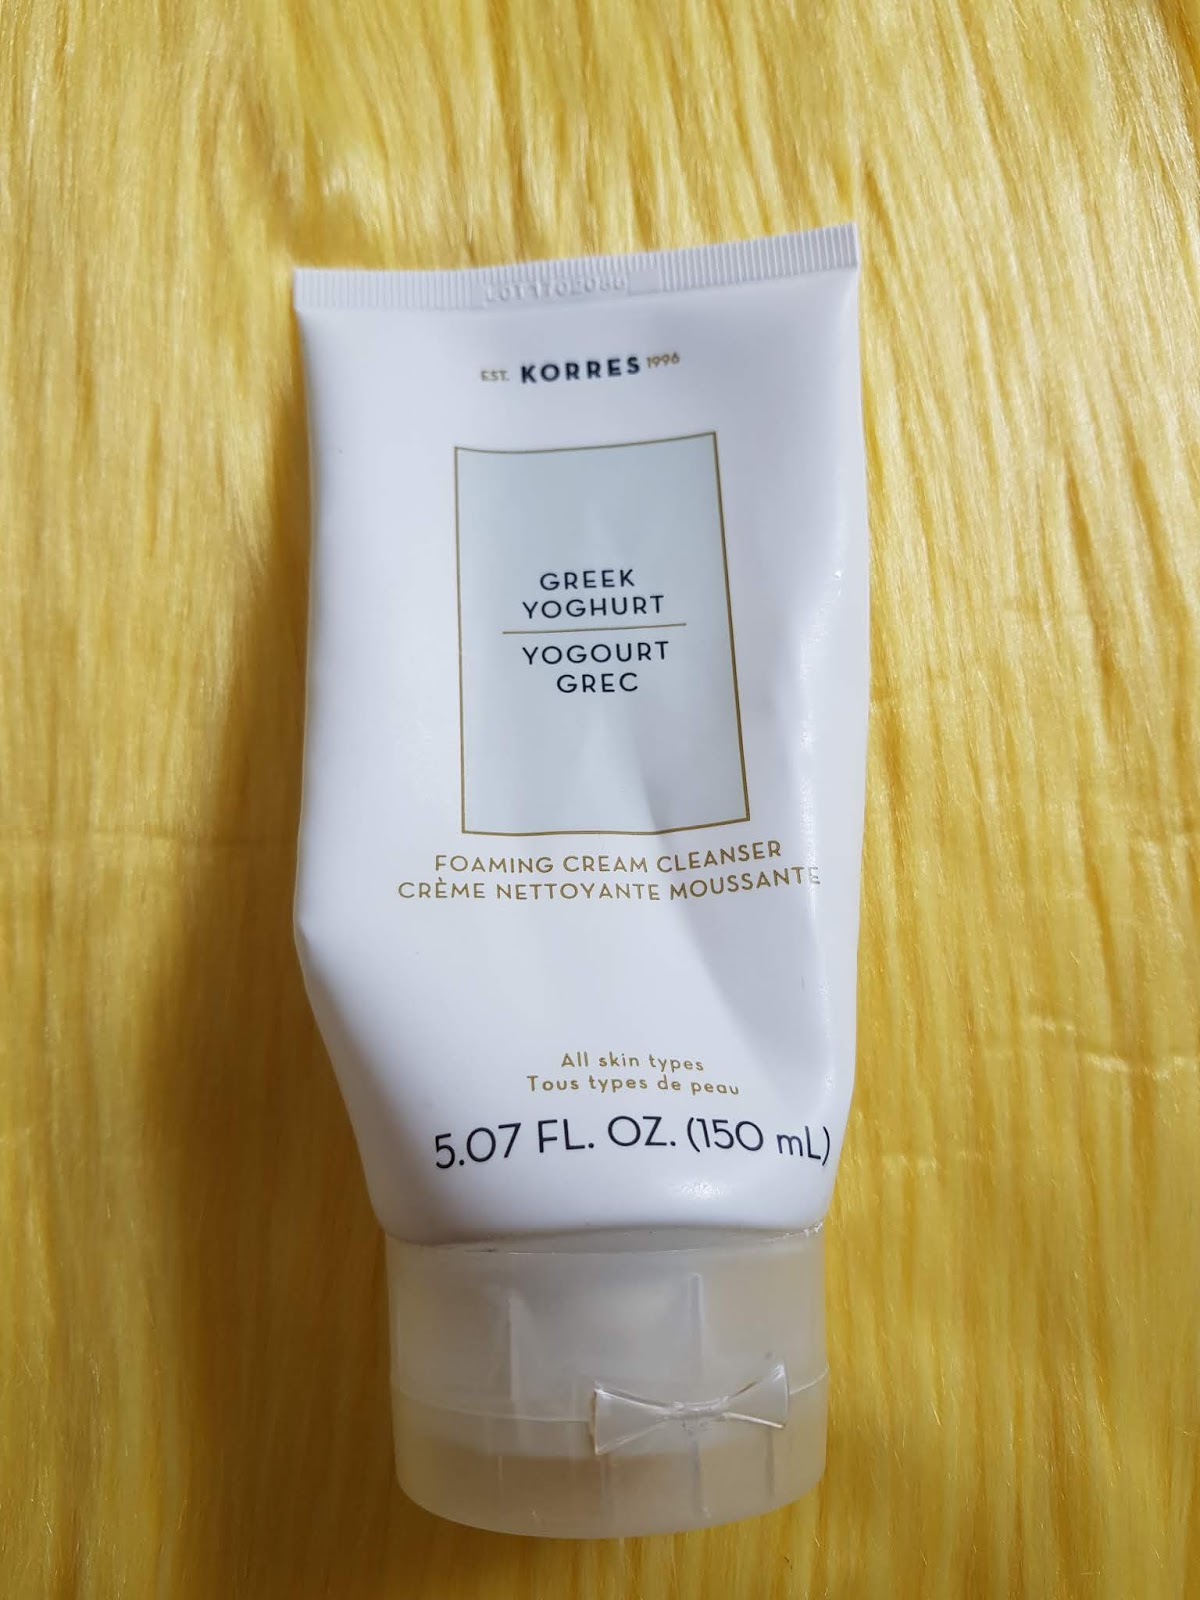 EST. KORRES 1996
GREEK
YOGHURT
YOGOURT
GREC
FOAMING CREAM CLEANSER
CRÈME NETTOYANTE MOUSSANTE
All skin types
Tous types de peau
5.07 FL. OZ. (150 mL)